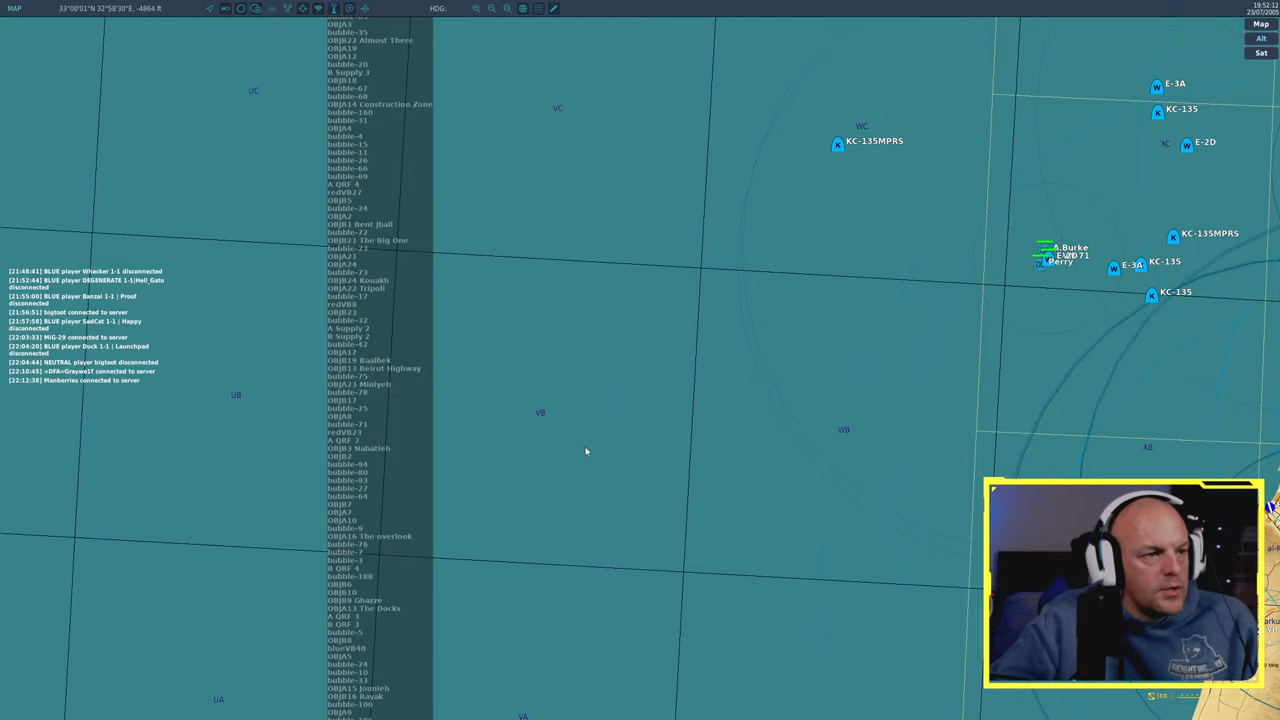 MAP
33°00'01"N 32°58'30"E, -4864 ft
HDG:
19:52:12
23/07/2005
Map
Alt
Sat
OBJA3
bubble-35
OBJB22 Almost There
OBJA19
OBJA12
bubble-20
B Supply 3
OBJB18
bubble-67
bubble-68
OBJA14 Construction Zone
bubble-160
bubble-31
OBJA4
bubble-4
bubble-15
bubble-11
bubble-26
bubble-66
bubble-69
A QRF 4
redVB27
OBJB5
bubble-24
OBJA2
OBJB1 Bent Jbail
bubble-72
OBJB21 The Big One
bubble-23
OBJA21
OBJA24
bubble-73
OBJB24 Kouakh
OBJA22 Tripoli
bubble-17
redVB8
OBJB23
bubble-32
A Supply 2
B Supply 2
bubble-42
OBJA17
OBJB19 Baalbek
OBJB13 Beirut Highway
bubble-75
OBJA23 Miniyeh
bubble-78
OBJB17
bubble-25
OBJA8
bubble-71
redVB23
A QRF 2
OBJB3 Nabatieh
OBJB2
bubble-94
bubble-80
bubble-93
bubble-27
bubble-64
OBJB7
OBJA7
OBJA10
bubble-9
OBJA16 The overlook
bubble-76
bubble-7
bubble-3
B QRF 4
bubble-188
OBJB6
OBJB10
OBJB9 Ghazze
OBJA13 The Docks
A QRF 3
B QRF 3
bubble-5
OBJB8
blueVB40
OBJA5
bubble-74
bubble-10
bubble-33
OBJA15 Jounieh
OBJB16 Rayak
bubble-100
OBJA9
[21:48:41] BLUE player Whacker 1-1 disconnected
[21:52:44] BLUE player DEGENERATE 1-1|Hell_Gato
disconnected
[21:55:00] BLUE player Banzai 1-1 | Proof
disconnected
[21:56:51] bigtoot connected to server
[21:57:58] BLUE player SadCat 1-1 | Happy
disconnected
[22:03:33] MiG-29 connected to server
[22:04:20] BLUE player Duck 1-1 | Launchpad
disconnected
[22:04:44] NEUTRAL player bigtoot disconnected
[22:10:45] =DFA=Graywo1f connected to server
[22:12:38] Manberries connected to server
UC
VC
WC
XC
UB
VB
WB
XB
UA
VA
K KC-135MPRS
W E-3A
K KC-135
W E-2D
K KC-135MPRS
A.Burke
Perry
W E-3A
KC-135
K KC-135